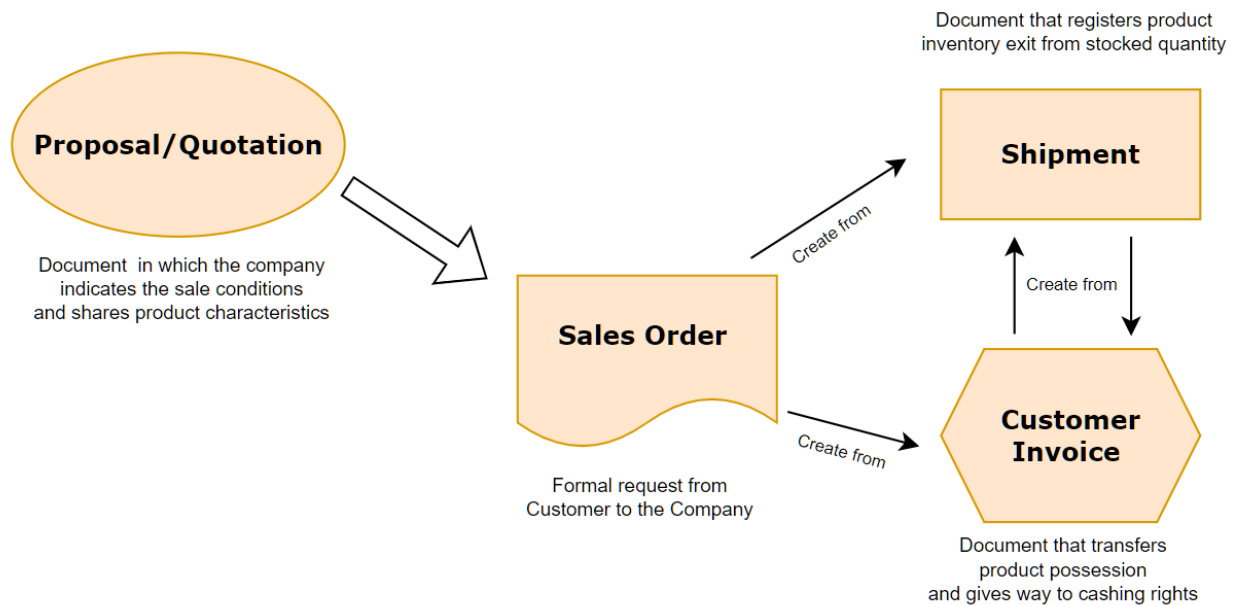 Proposal/Quotation
Document in which the company
indicates the sale conditions
and shares product characteristics
Sales Order
Formal request from
Customer to the Company
Create from
Create from
Document that registers product
inventory exit from stocked quantity
Shipment
Create from
Customer
Invoice
Document that transfers
product possession
and gives way to cashing rights